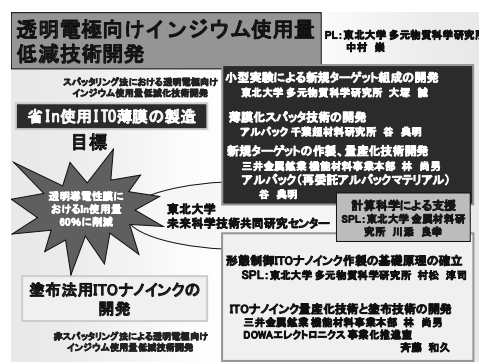 透明電極向けインジウム使用量
低減技術開発
PL：東北大学 多元物質科学研究所
中村 崇
スパッタリング法における透明電極向け
インジウム使用量低減化技術開発
省In使用ITO薄膜の製造
目標
透明導電性膜に
おけるIn使用量
60％に削減
東北大学
未来科学技術共同研究センター
小型実験による新規ターゲット組成の開発
東北大学 多元物質科学研究所 大塚 誠
薄膜化スパッタ技術の開発
アルバック 千葉超材料研究所 谷 典明
新規ターゲットの作製、量産化技術開発
三井金属鉱業 機能材料事業本部 林 尚男
アルバック（再委託アルバックマテリアル）
谷 典明
計算科学による支援
SPL：東北大学 金属材料研
究所 川添 良幸
形態制御ITOナノインク作製の基礎原理の確立
SPL：東北大学 多元物質科学研究所 村松 淳司
ITOナノインク量産化技術と塗布技術の開発
三井金属鉱業 機能材料事業本部 林 尚男
DOWAエレクトロニクス 事業化推進室
斉藤 和久
塗布法用ITOナノインクの
開発
非スパッタリング法による透明電極向け
インジウム使用量低減技術開発